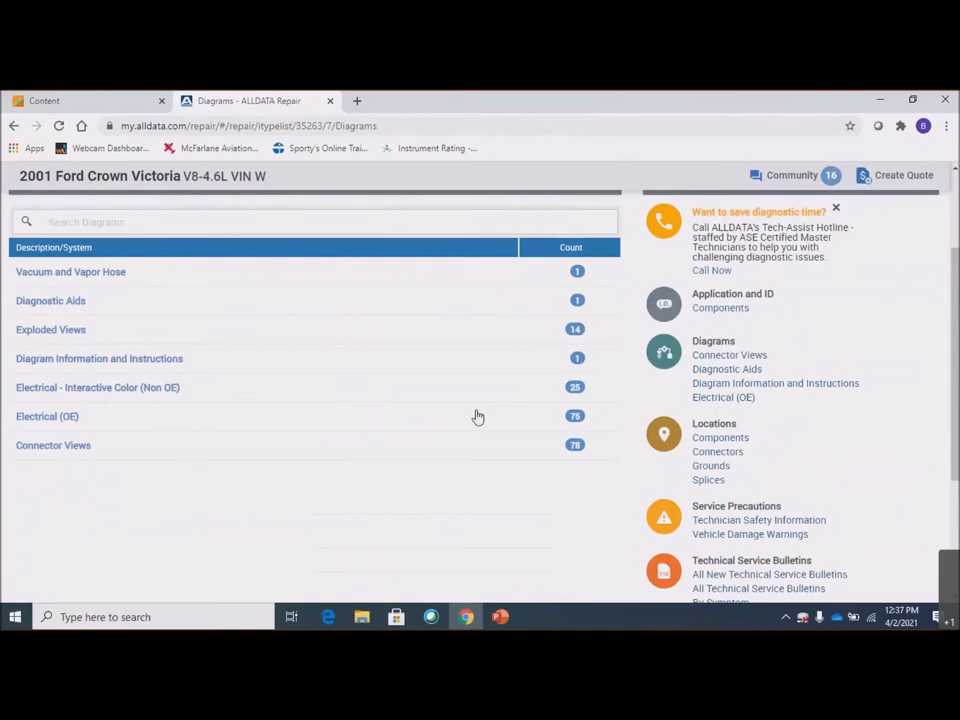 Content
Diagrams - ALLDATA Repair
my.alldata.com/repair/#/repair/itypelist/35263/7/Diagrams
B
Apps
Webcam Dashboar...
McFarlane Aviation...
Sporty's Online Trai...
Instrument Rating -...
2001 Ford Crown Victoria V8-4.6L VIN W
Community 16
Create Quote
Search Diagrams
Description/System Count
Vacuum and Vapor Hose 1
Diagnostic Aids 1
Exploded Views 14
Diagram Information and Instructions 1
Electrical - Interactive Color (Non OE) 25
Electrical (OE) 75
Connector Views 78
Want to save diagnostic time?
Call ALLDATA's Tech-Assist Hotline -
staffed by ASE Certified Master
Technicians to help you with
challenging diagnostic issues.
Call Now
I.D.
Application and ID
Components
Diagrams
Connector Views
Diagnostic Aids
Diagram Information and Instructions
Electrical (OE)
Locations
Components
Connectors
Grounds
Splices
Service Precautions
Technician Safety Information
Vehicle Damage Warnings
TSB
Technical Service Bulletins
All New Technical Service Bulletins
All Technical Service Bulletins
By Symptom
Type here to search
12:37 PM
4/2/2021
+1